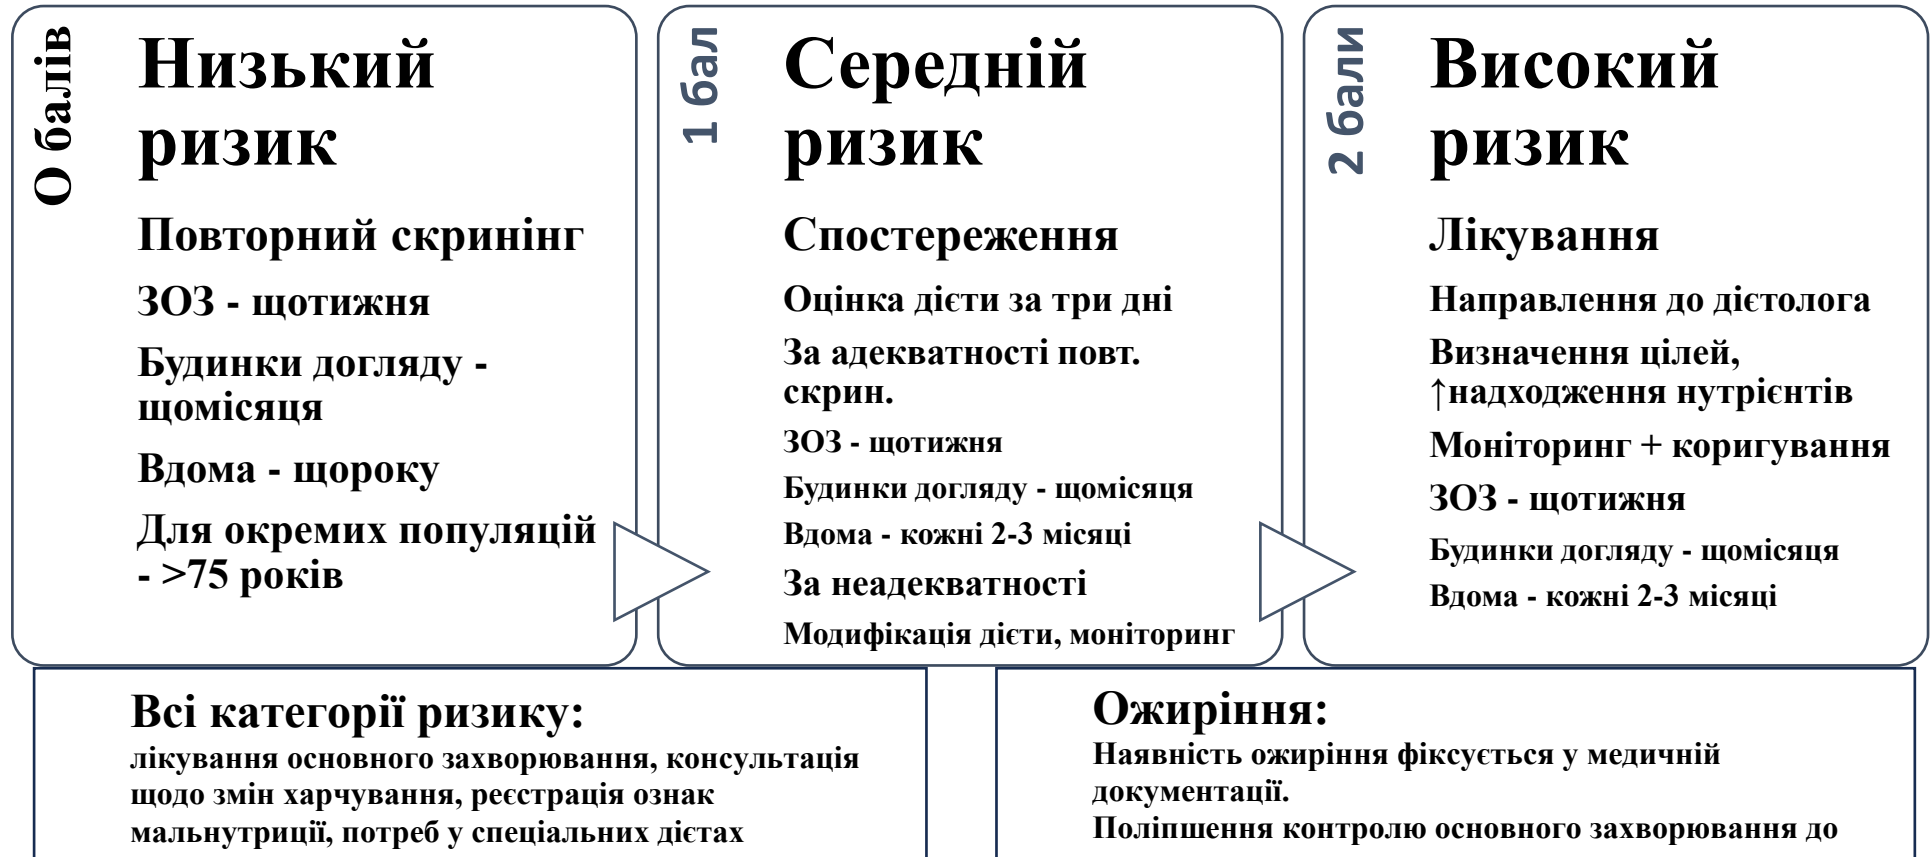 О балів
Низький
ризик
Повторний скринінг
ЗОЗ - щотижня
Будинки догляду -
щомісяця
Вдома - щороку
Для окремих популяцій
- >75 років
1 бал
Середній
ризик
Спостереження
Оцінка дієти за три дні
За адекватності повт.
скрин.
ЗОЗ - щотижня
Будинки догляду - щомісяця
Вдома - кожні 2-3 місяці
За неадекватності
Модифікація дієти, моніторинг
2 бали
Високий
ризик
Лікування
Направлення до дієтолога
Визначення цілей,
↑надходження нутрієнтів
Моніторинг + коригування
ЗОЗ - щотижня
Будинки догляду - щомісяця
Вдома - кожні 2-3 місяці
Всі категорії ризику:
лікування основного захворювання, консультація
щодо змін харчування, реєстрація ознак
мальнутриції, потреб у спеціальних дієтах
Ожиріння:
Наявність ожиріння фіксується у медичній
документації.
Поліпшення контролю основного захворювання до